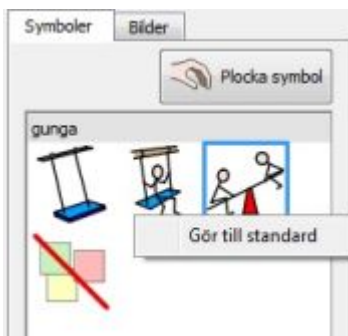 Symboler
Bilder
Plocka symbol
gunga
Gör till standard